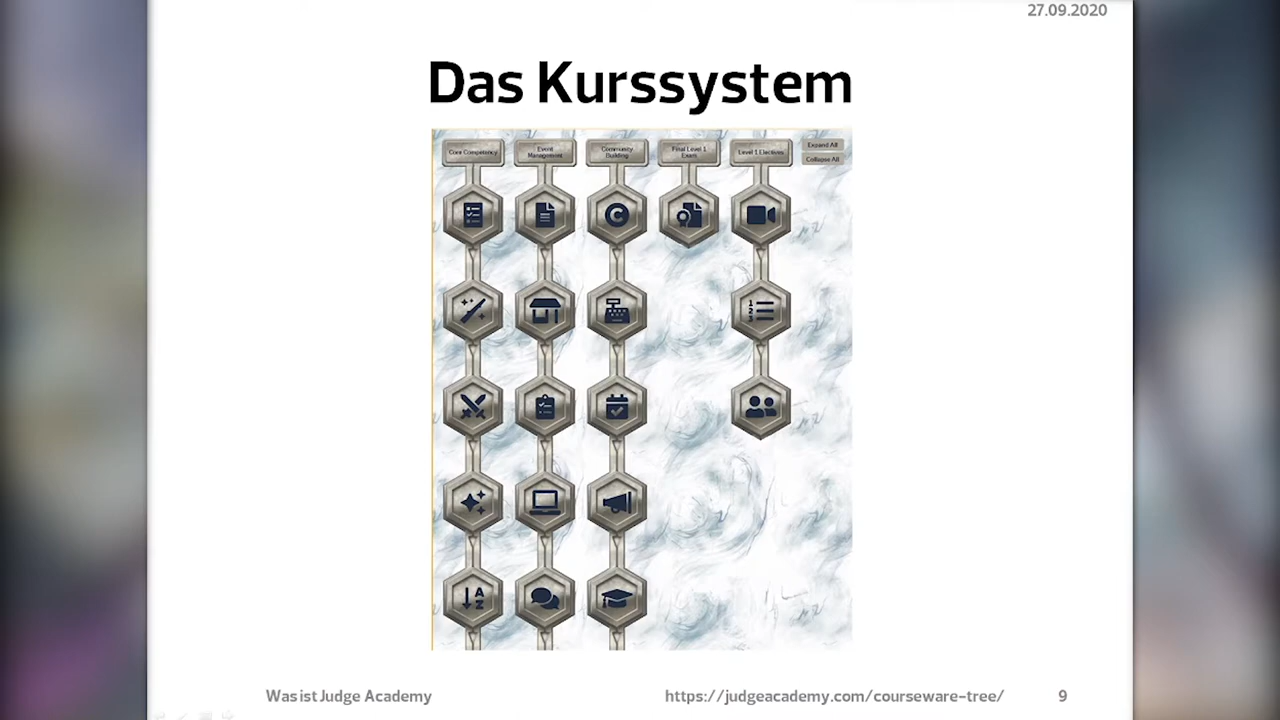 27.09.2020
Das Kurssystem
Core Competency
Event
Management
Community
Building
Final Level 1
Exam
Level 1 Electives
Expand All
Collapse All
Was ist Judge Academy
https://judgeacademy.com/courseware-tree/
9